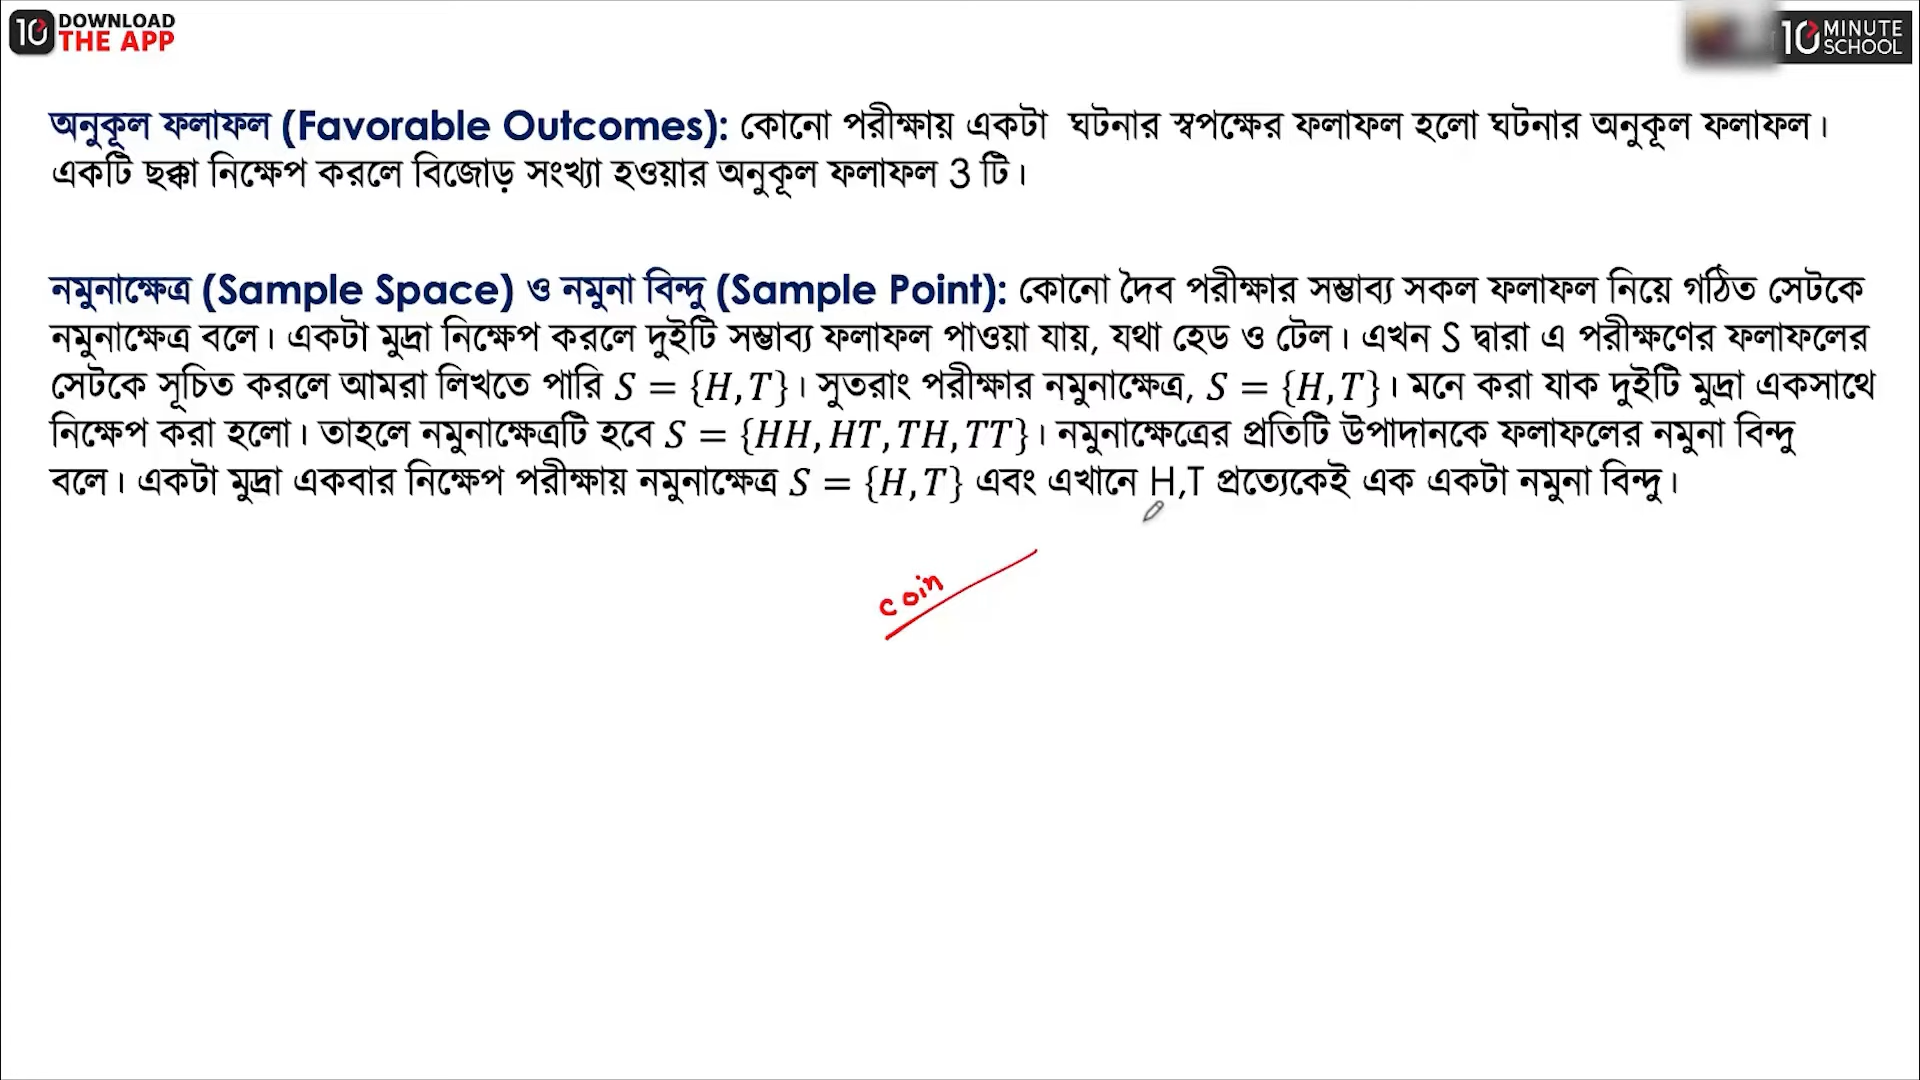 10 DOWNLOAD THE APP
10 MINUTE SCHOOL
অনুকূল ফলাফল (Favorable Outcomes): কোনো পরীক্ষায় একটা ঘটনার স্বপক্ষের ফলাফল হলো ঘটনার অনুকূল ফলাফল।
একটি ছক্কা নিক্ষেপ করলে বিজোড় সংখ্যা হওয়ার অনুকূল ফলাফল 3 টি।
নমুনাক্ষেত্র (Sample Space) ও নমুনা বিন্দু (Sample Point): কোনো দৈব পরীক্ষার সম্ভাব্য সকল ফলাফল নিয়ে গঠিত সেটকে
নমুনাক্ষেত্র বলে। একটা মুদ্রা নিক্ষেপ করলে দুইটি সম্ভাব্য ফলাফল পাওয়া যায়, যথা হেড ও টেল। এখন S দ্বারা এ পরীক্ষণের ফলাফলের
সেটকে সূচিত করলে আমরা লিখতে পারি S = {H,T}। সুতরাং পরীক্ষার নমুনাক্ষেত্র, S = {H,T}। মনে করা যাক দুইটি মুদ্রা একসাথে
নিক্ষেপ করা হলো। তাহলে নমুনাক্ষেত্রটি হবে S = {HH,HT,TH,TT}। নমুনাক্ষেত্রের প্রতিটি উপাদানকে ফলাফলের নমুনা বিন্দু
বলে। একটা মুদ্রা একবার নিক্ষেপ পরীক্ষায় নমুনাক্ষেত্র S = {H,T} এবং এখানে H,T প্রত্যেকেই এক একটা নমুনা বিন্দু।
coin